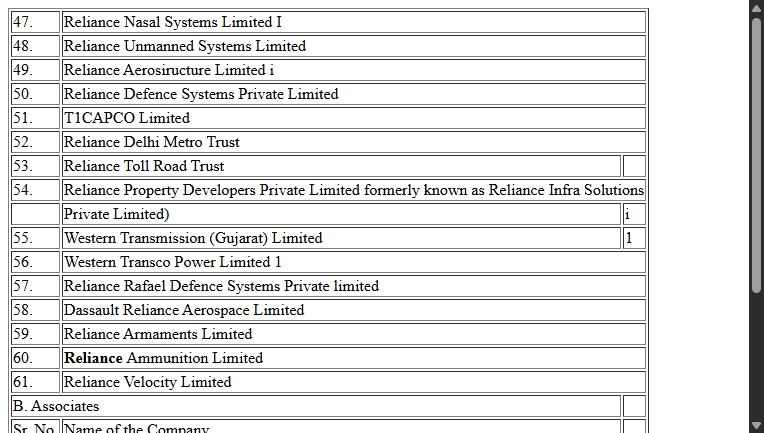 47. Reliance Nasal Systems Limited I
48. Reliance Unmanned Systems Limited
49. Reliance Aerosiructure Limited i
50. Reliance Defence Systems Private Limited
51. T1CAPCO Limited
52. Reliance Delhi Metro Trust
53. Reliance Toll Road Trust
54. Reliance Property Developers Private Limited formerly known as Reliance Infra Solutions
Private Limited) i
55. Western Transmission (Gujarat) Limited 1
56. Western Transco Power Limited 1
57. Reliance Rafael Defence Systems Private limited
58. Dassault Reliance Aerospace Limited
59. Reliance Armaments Limited
60. Reliance Ammunition Limited
61. Reliance Velocity Limited
B. Associates
Sr. No Name of the Company